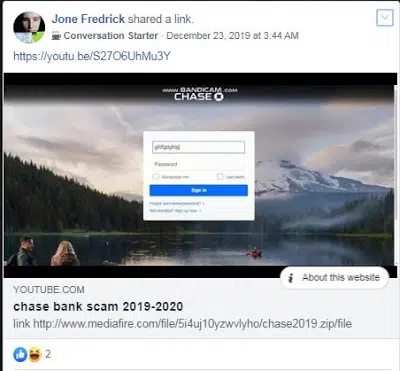 Jone Fredrick shared a link.
Conversation Starter · December 23, 2019 at 3:44 AM
https://youtu.be/S27O6UhMu3Y
www.BANDICAM.COM
CHASE
Password
Remember me Use token
Sign in
Forgot username/password? >
Not enrolled? Sign up now. >
i About this website
YOUTUBE.COM
chase bank scam 2019-2020
link http://www.mediafire.com/file/5i4uj10yzwvlyho/chase2019.zip/file
2